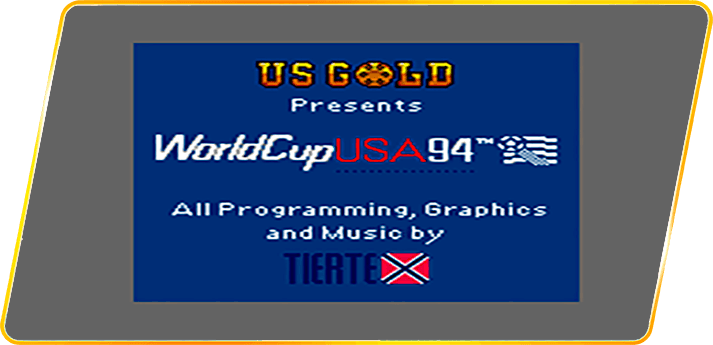 US GOLD
Presents
WorldCupUSA94™
All Programming, Graphics
and Music by
TIERTEX